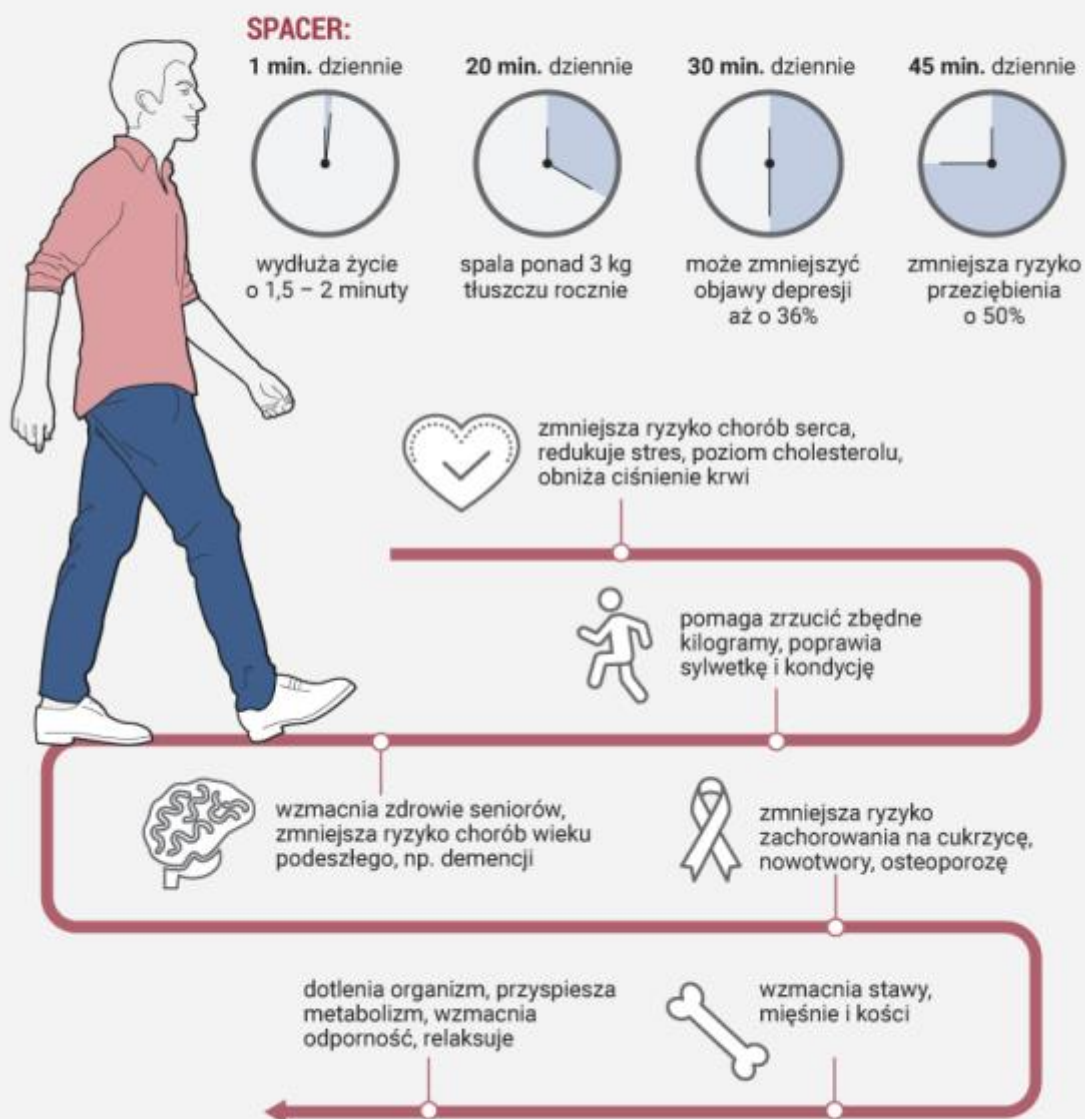 SPACER:
1 min. dziennie
wydłuża życie
o 1,5 – 2 minuty
20 min. dziennie
spala ponad 3 kg
tłuszczu rocznie
30 min. dziennie
może zmniejszyć
objawy depresji
aż o 36%
45 min. dziennie
zmniejsza ryzyko
przeziębienia
o 50%
zmniejsza ryzyko chorób serca,
redukuje stres, poziom cholesterolu,
obniża ciśnienie krwi
pomaga zrzucić zbędne
kilogramy, poprawia
sylwetkę i kondycję
wzmacnia zdrowie seniorów,
zmniejsza ryzyko chorób wieku
podeszłego, np. demencji
zmniejsza ryzyko
zachorowania na cukrzycę,
nowotwory, osteoporozę
dotlenia organizm, przyspiesza
metabolizm, wzmacnia
odporność, relaksuje
wzmacnia stawy,
mięśnie i kości